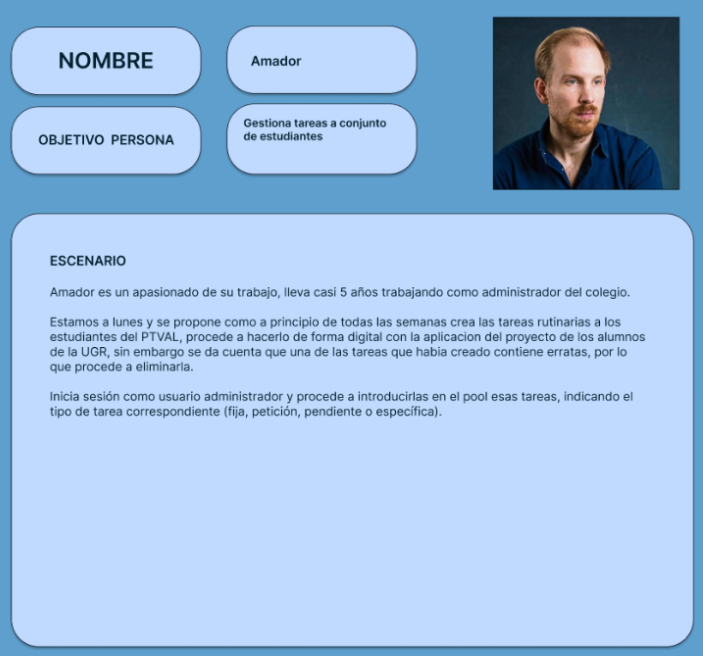 NOMBRE
Amador
OBJETIVO PERSONA
Gestiona tareas a conjunto
de estudiantes
ESCENARIO
Amador es un apasionado de su trabajo, lleva casi 5 años trabajando como administrador del colegio.
Estamos a lunes y se propone como a principio de todas las semanas crea las tareas rutinarias a los
estudiantes del PTVAL, procede a hacerlo de forma digital con la aplicacion del proyecto de los alumnos
de la UGR, sin embargo se da cuenta que una de las tareas que habia creado contiene erratas, por lo
que procede a eliminarla.
Inicia sesión como usuario administrador y procede a introducirlas en el pool esas tareas, indicando el
tipo de tarea correspondiente (fija, petición, pendiente o específica).